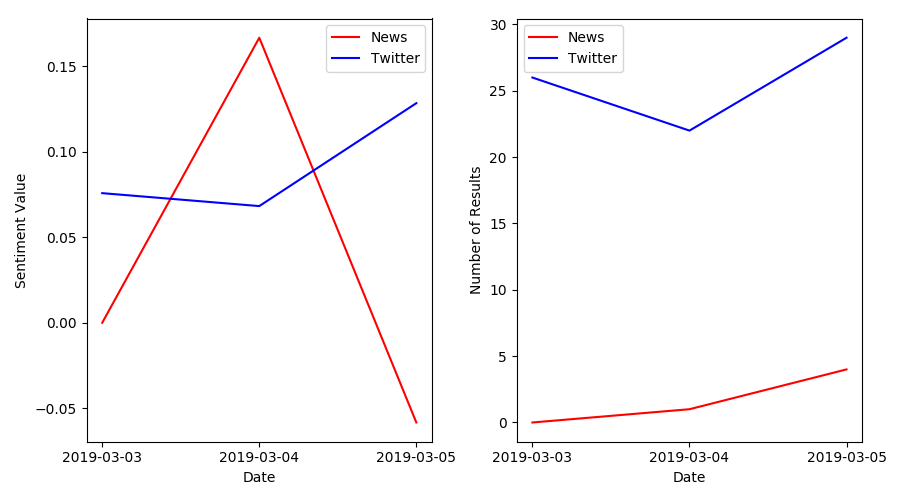 News
Twitter
0.15
0.10
0.05
0.00
−0.05
Sentiment Value
2019-03-03 2019-03-04 2019-03-05
Date
News
Twitter
30
25
20
15
10
5
0
Number of Results
2019-03-03 2019-03-04 2019-03-05
Date